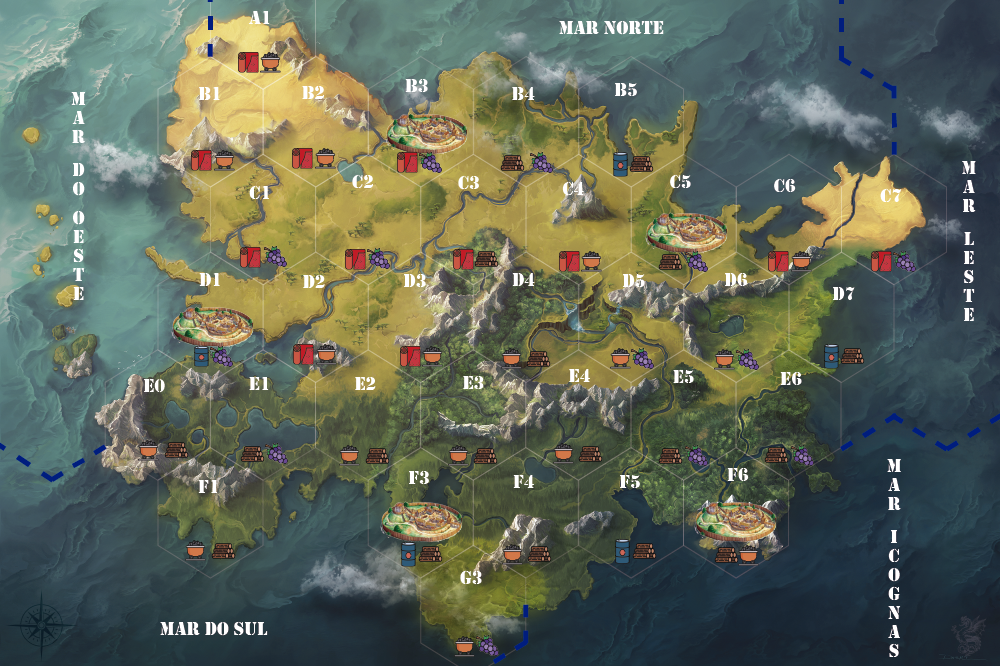 A1
MAR NORTE
B1
B2
B3
B4
B5
MAR DO OESTE
MAR LESTE
C1
C2
C3
C4
C5
C6
C7
D1
D2
D3
D4
D5
D6
D7
E0
E1
E2
E3
E4
E5
E6
F1
F3
F4
F5
F6
MAR ICOGNAS
G3
MAR DO SUL